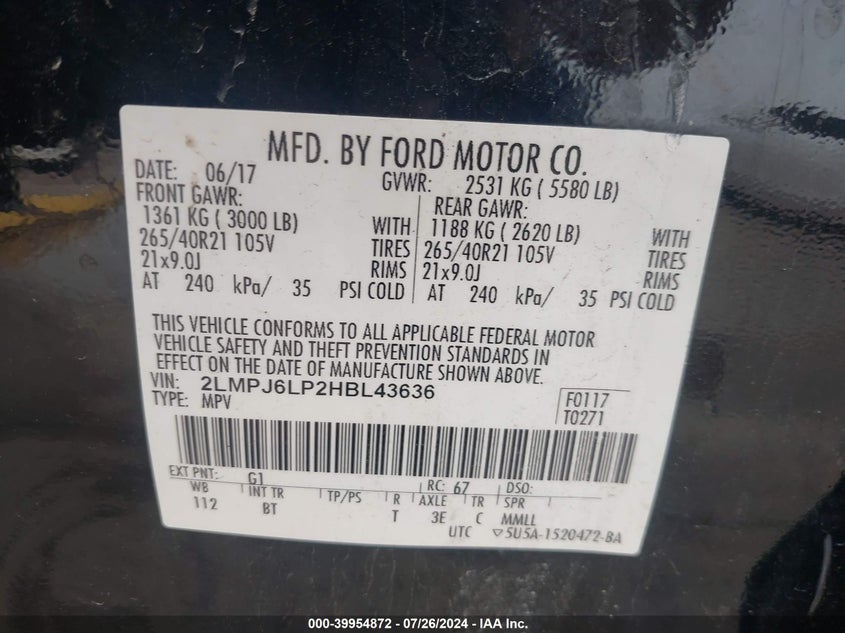 MFD. BY FORD MOTOR CO.
DATE: 06/17 GVWR: 2531 KG ( 5580 LB)
FRONT GAWR: REAR GAWR:
1361 KG ( 3000 LB) WITH 1188 KG ( 2620 LB) WITH
265/40R21 105V TIRES 265/40R21 105V TIRES
21x9.0J RIMS 21x9.0J RIMS
AT 240 kPa/ 35 PSI COLD AT 240 kPa/ 35 PSI COLD
THIS VEHICLE CONFORMS TO ALL APPLICABLE FEDERAL MOTOR
VEHICLE SAFETY AND THEFT PREVENTION STANDARDS IN
EFFECT ON THE DATE OF MANUFACTURE SHOWN ABOVE.
VIN: 2LMPJ6LP2HBL43636 F0117
TYPE: MPV T0271
EXT PNT: G1 RC: 67 DSO:
WB INT TR TP/PS R AXLE TR SPR
112 BT T 3E C MMLL
UTC ▽5U5A-1520472-BA
000-39954872 - 07/26/2024 - IAA Inc.